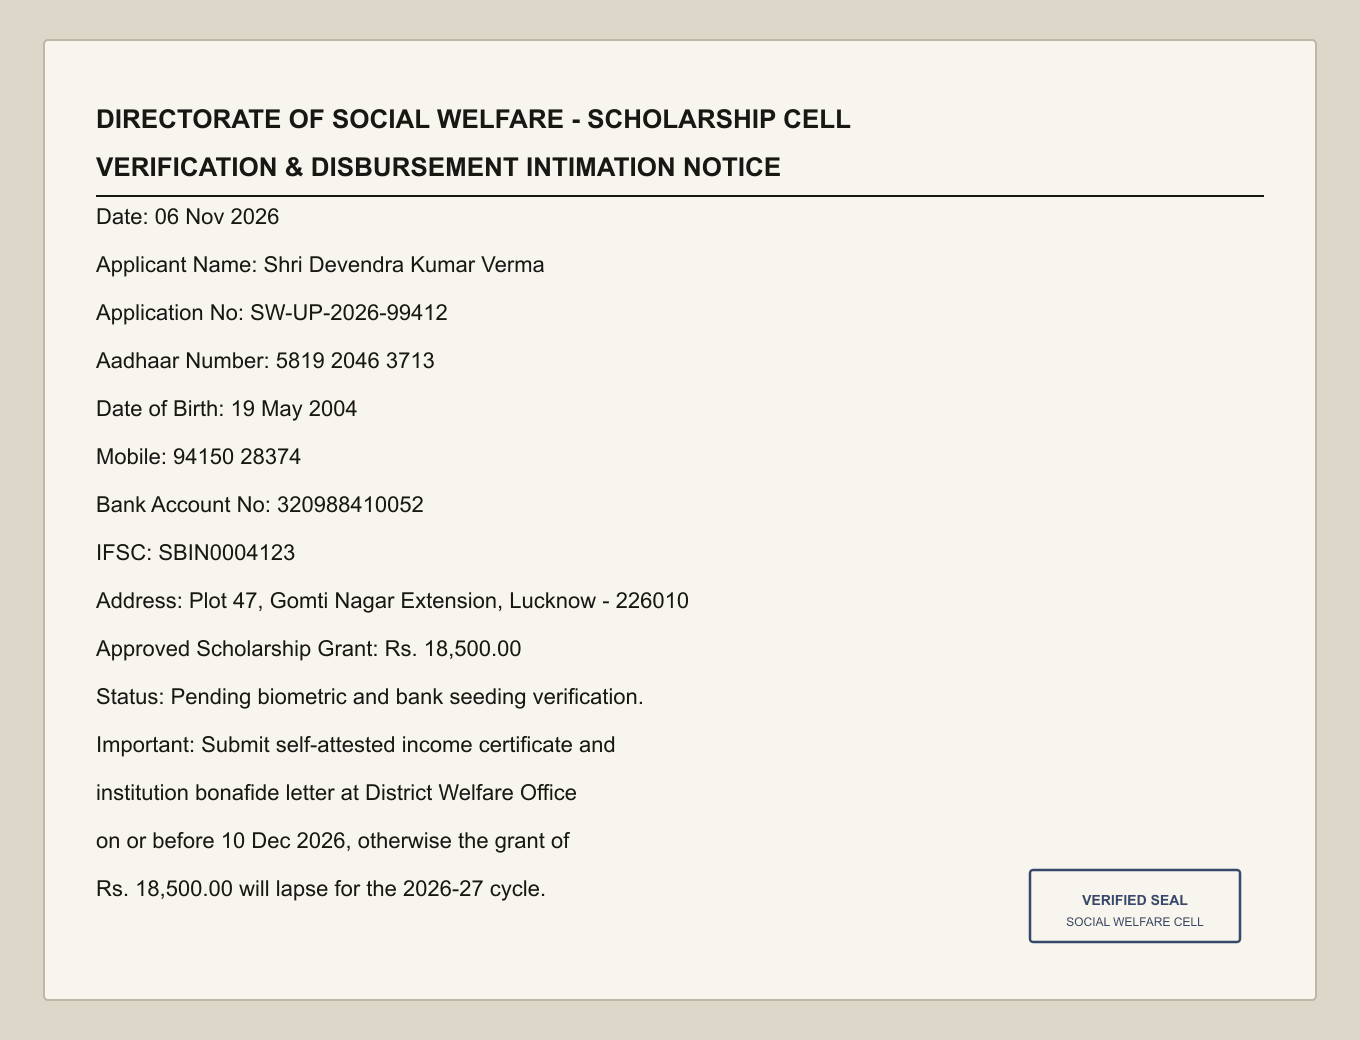 DIRECTORATE OF SOCIAL WELFARE - SCHOLARSHIP CELL
VERIFICATION & DISBURSEMENT INTIMATION NOTICE
Date: 06 Nov 2026
Applicant Name: Shri Devendra Kumar Verma
Application No: SW-UP-2026-99412
Aadhaar Number: 5819 2046 3713
Date of Birth: 19 May 2004
Mobile: 94150 28374
Bank Account No: 320988410052
IFSC: SBIN0004123
Address: Plot 47, Gomti Nagar Extension, Lucknow - 226010
Approved Scholarship Grant: Rs. 18,500.00
Status: Pending biometric and bank seeding verification.
Important: Submit self-attested income certificate and
institution bonafide letter at District Welfare Office
on or before 10 Dec 2026, otherwise the grant of
Rs. 18,500.00 will lapse for the 2026-27 cycle.
VERIFIED SEAL
SOCIAL WELFARE CELL